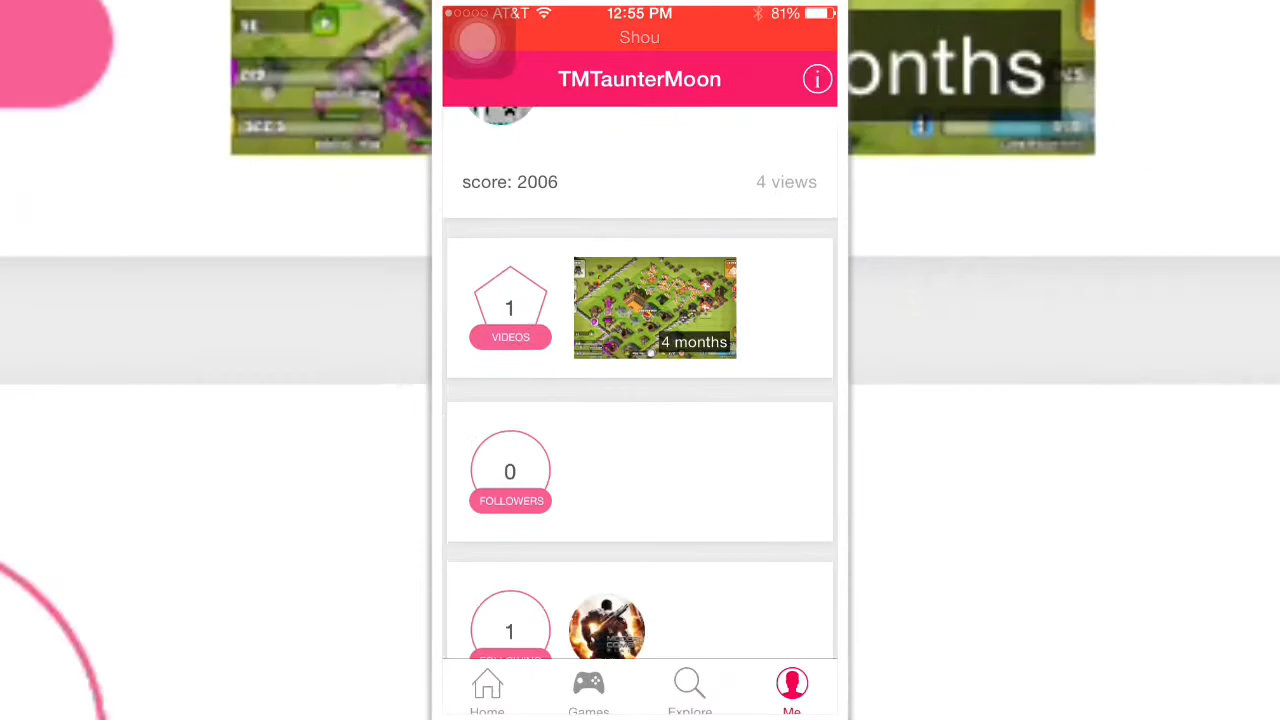 AT&T 12:55 PM 81%
Shou
TMTaunterMoon
score: 2006 4 views
1
VIDEOS
4 months
onths
0
FOLLOWERS
1
FOLLOWING
Home Games Explore Me